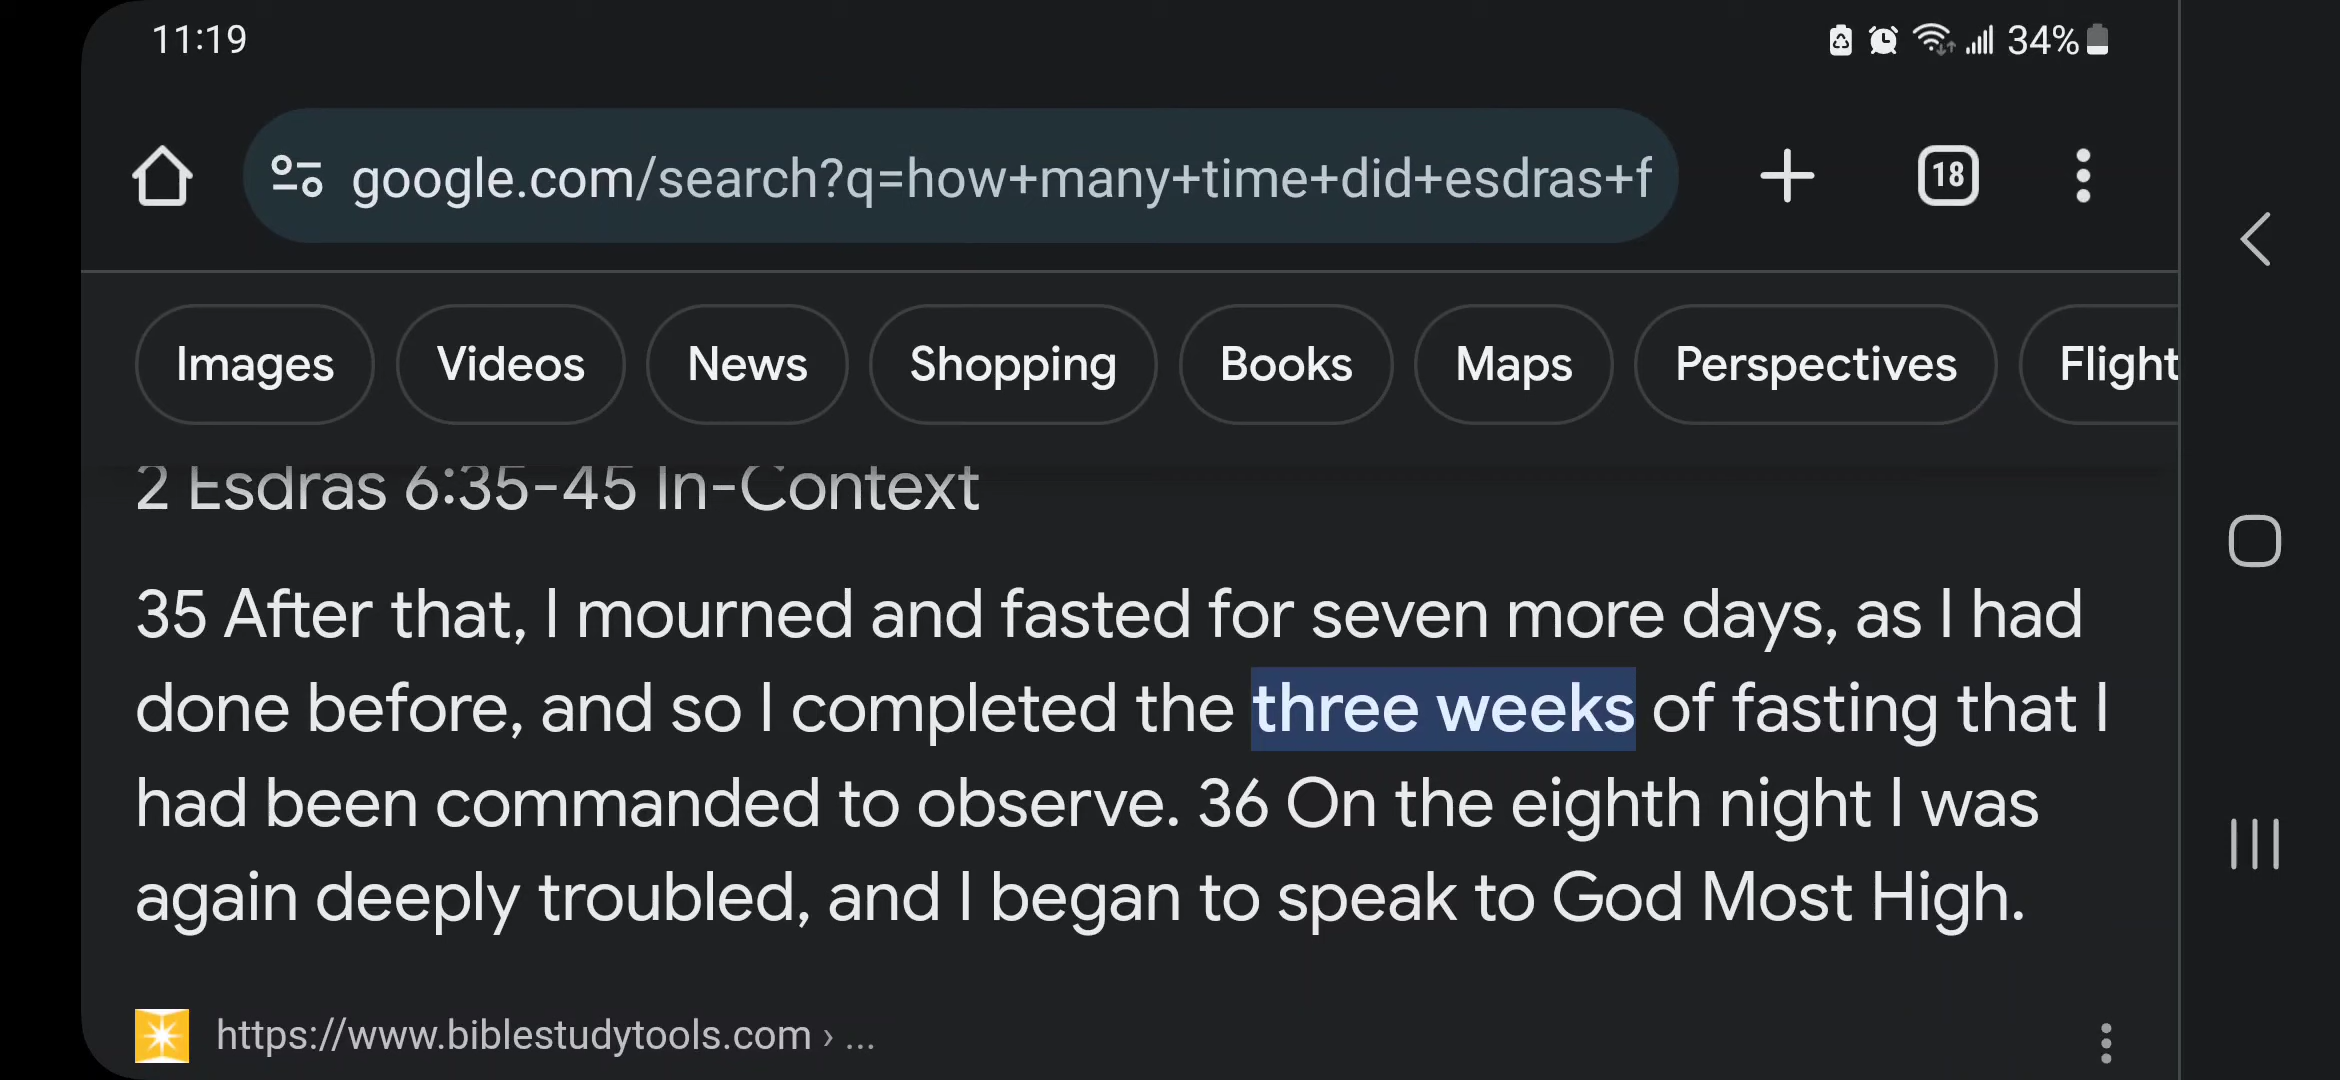 11:19
34%
google.com/search?q=how+many+time+did+esdras+f
18
Images Videos News Shopping Books Maps Perspectives Flight
2 Esdras 6:35-45 In-Context
35 After that, I mourned and fasted for seven more days, as I had
done before, and so I completed the three weeks of fasting that I
had been commanded to observe. 36 On the eighth night I was
again deeply troubled, and I began to speak to God Most High.
https://www.biblestudytools.com › ...